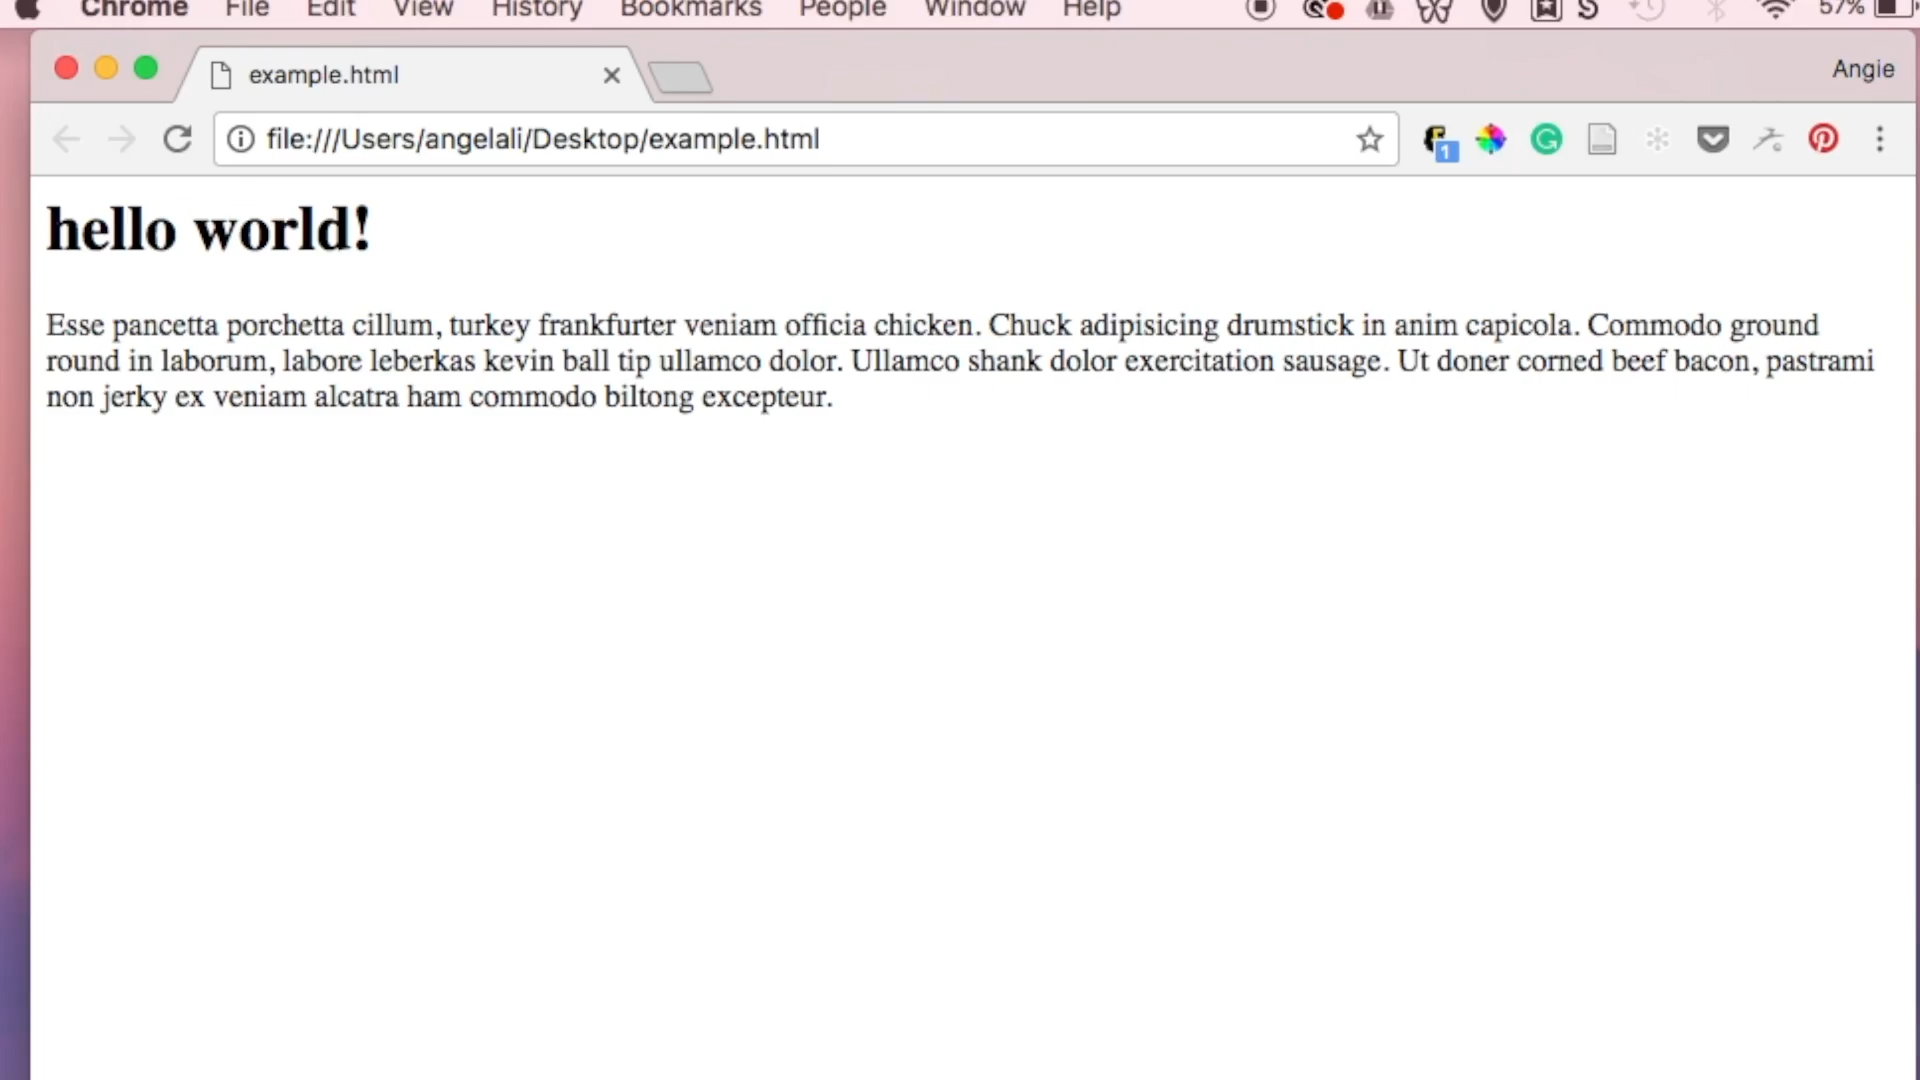 Chrome File Edit View History Bookmarks People Window Help 57%
example.html Angie
file:///Users/angelali/Desktop/example.html 1
hello world!
Esse pancetta porchetta cillum, turkey frankfurter veniam officia chicken. Chuck adipisicing drumstick in anim capicola. Commodo ground
round in laborum, labore leberkas kevin ball tip ullamco dolor. Ullamco shank dolor exercitation sausage. Ut doner corned beef bacon, pastrami
non jerky ex veniam alcatra ham commodo biltong excepteur.